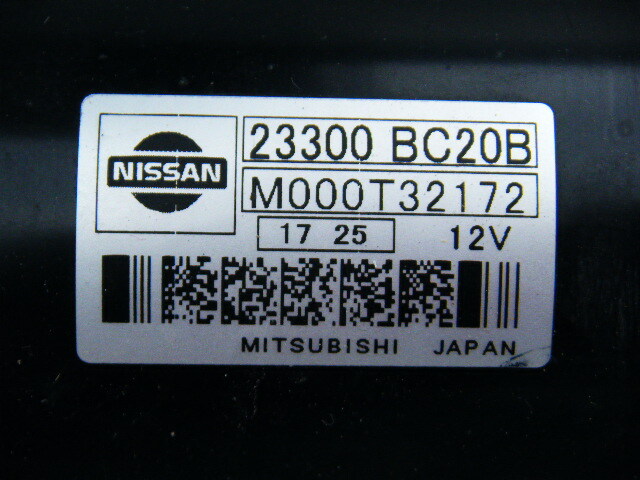 NISSAN
23300 BC20B
M000T32172
17 25
12V
MITSUBISHI JAPAN